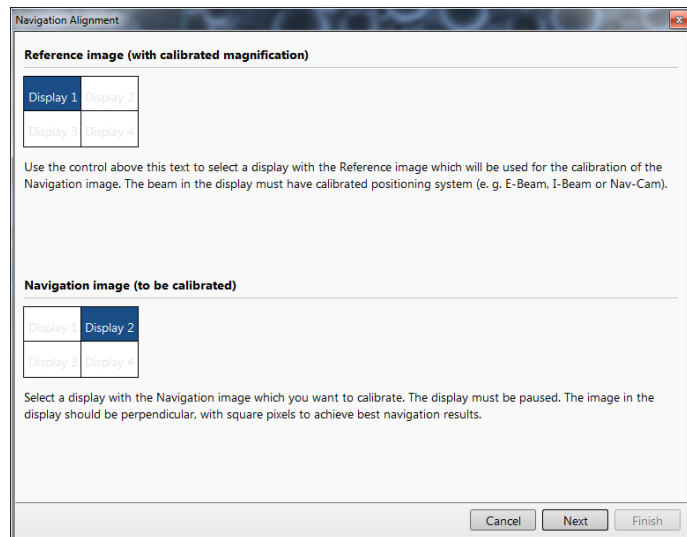 Navigation Alignment
Reference image (with calibrated magnification)
Display 1 Display 2
Display 3 Display 4
Use the control above this text to select a display with the Reference image which will be used for the calibration of the
Navigation image. The beam in the display must have calibrated positioning system (e. g. E-Beam, I-Beam or Nav-Cam).
Navigation image (to be calibrated)
Display 1 Display 2
Display 3 Display 4
Select a display with the Navigation image which you want to calibrate. The display must be paused. The image in the
display should be perpendicular, with square pixels to achieve best navigation results.
Cancel Next Finish